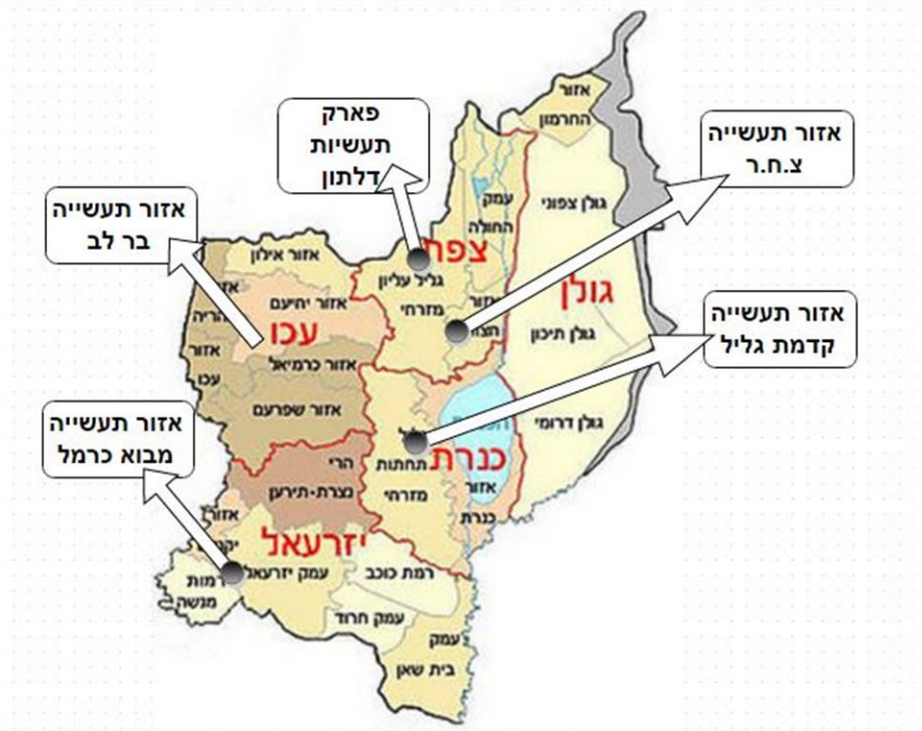 אזור
החרמון
פארק
תעשיות
דלתון
אזור תעשייה
צ.ח.ר
עמק
החולה
גולן צפוני
אזור תעשייה
בר לב
צפת
אזור אילון
גליל עליון
מזרחי
גולן
אזור
אזור יחיעם
עכו
גולן תיכון
אזור תעשייה
קדמת גליל
אזור
עכו
אזור כרמיאל
אזור שפרעם
גולן דרומי
אזור תעשייה
מבוא כרמל
כנרת
תחתות
מזרחי
אזור
כנרת
הרי
נצרת-תירען
אזור
יזרעאל
עמק יזרעאל
רמת כוכב
רמות
מנשה
עמק חרוד
עמק
בית שאן